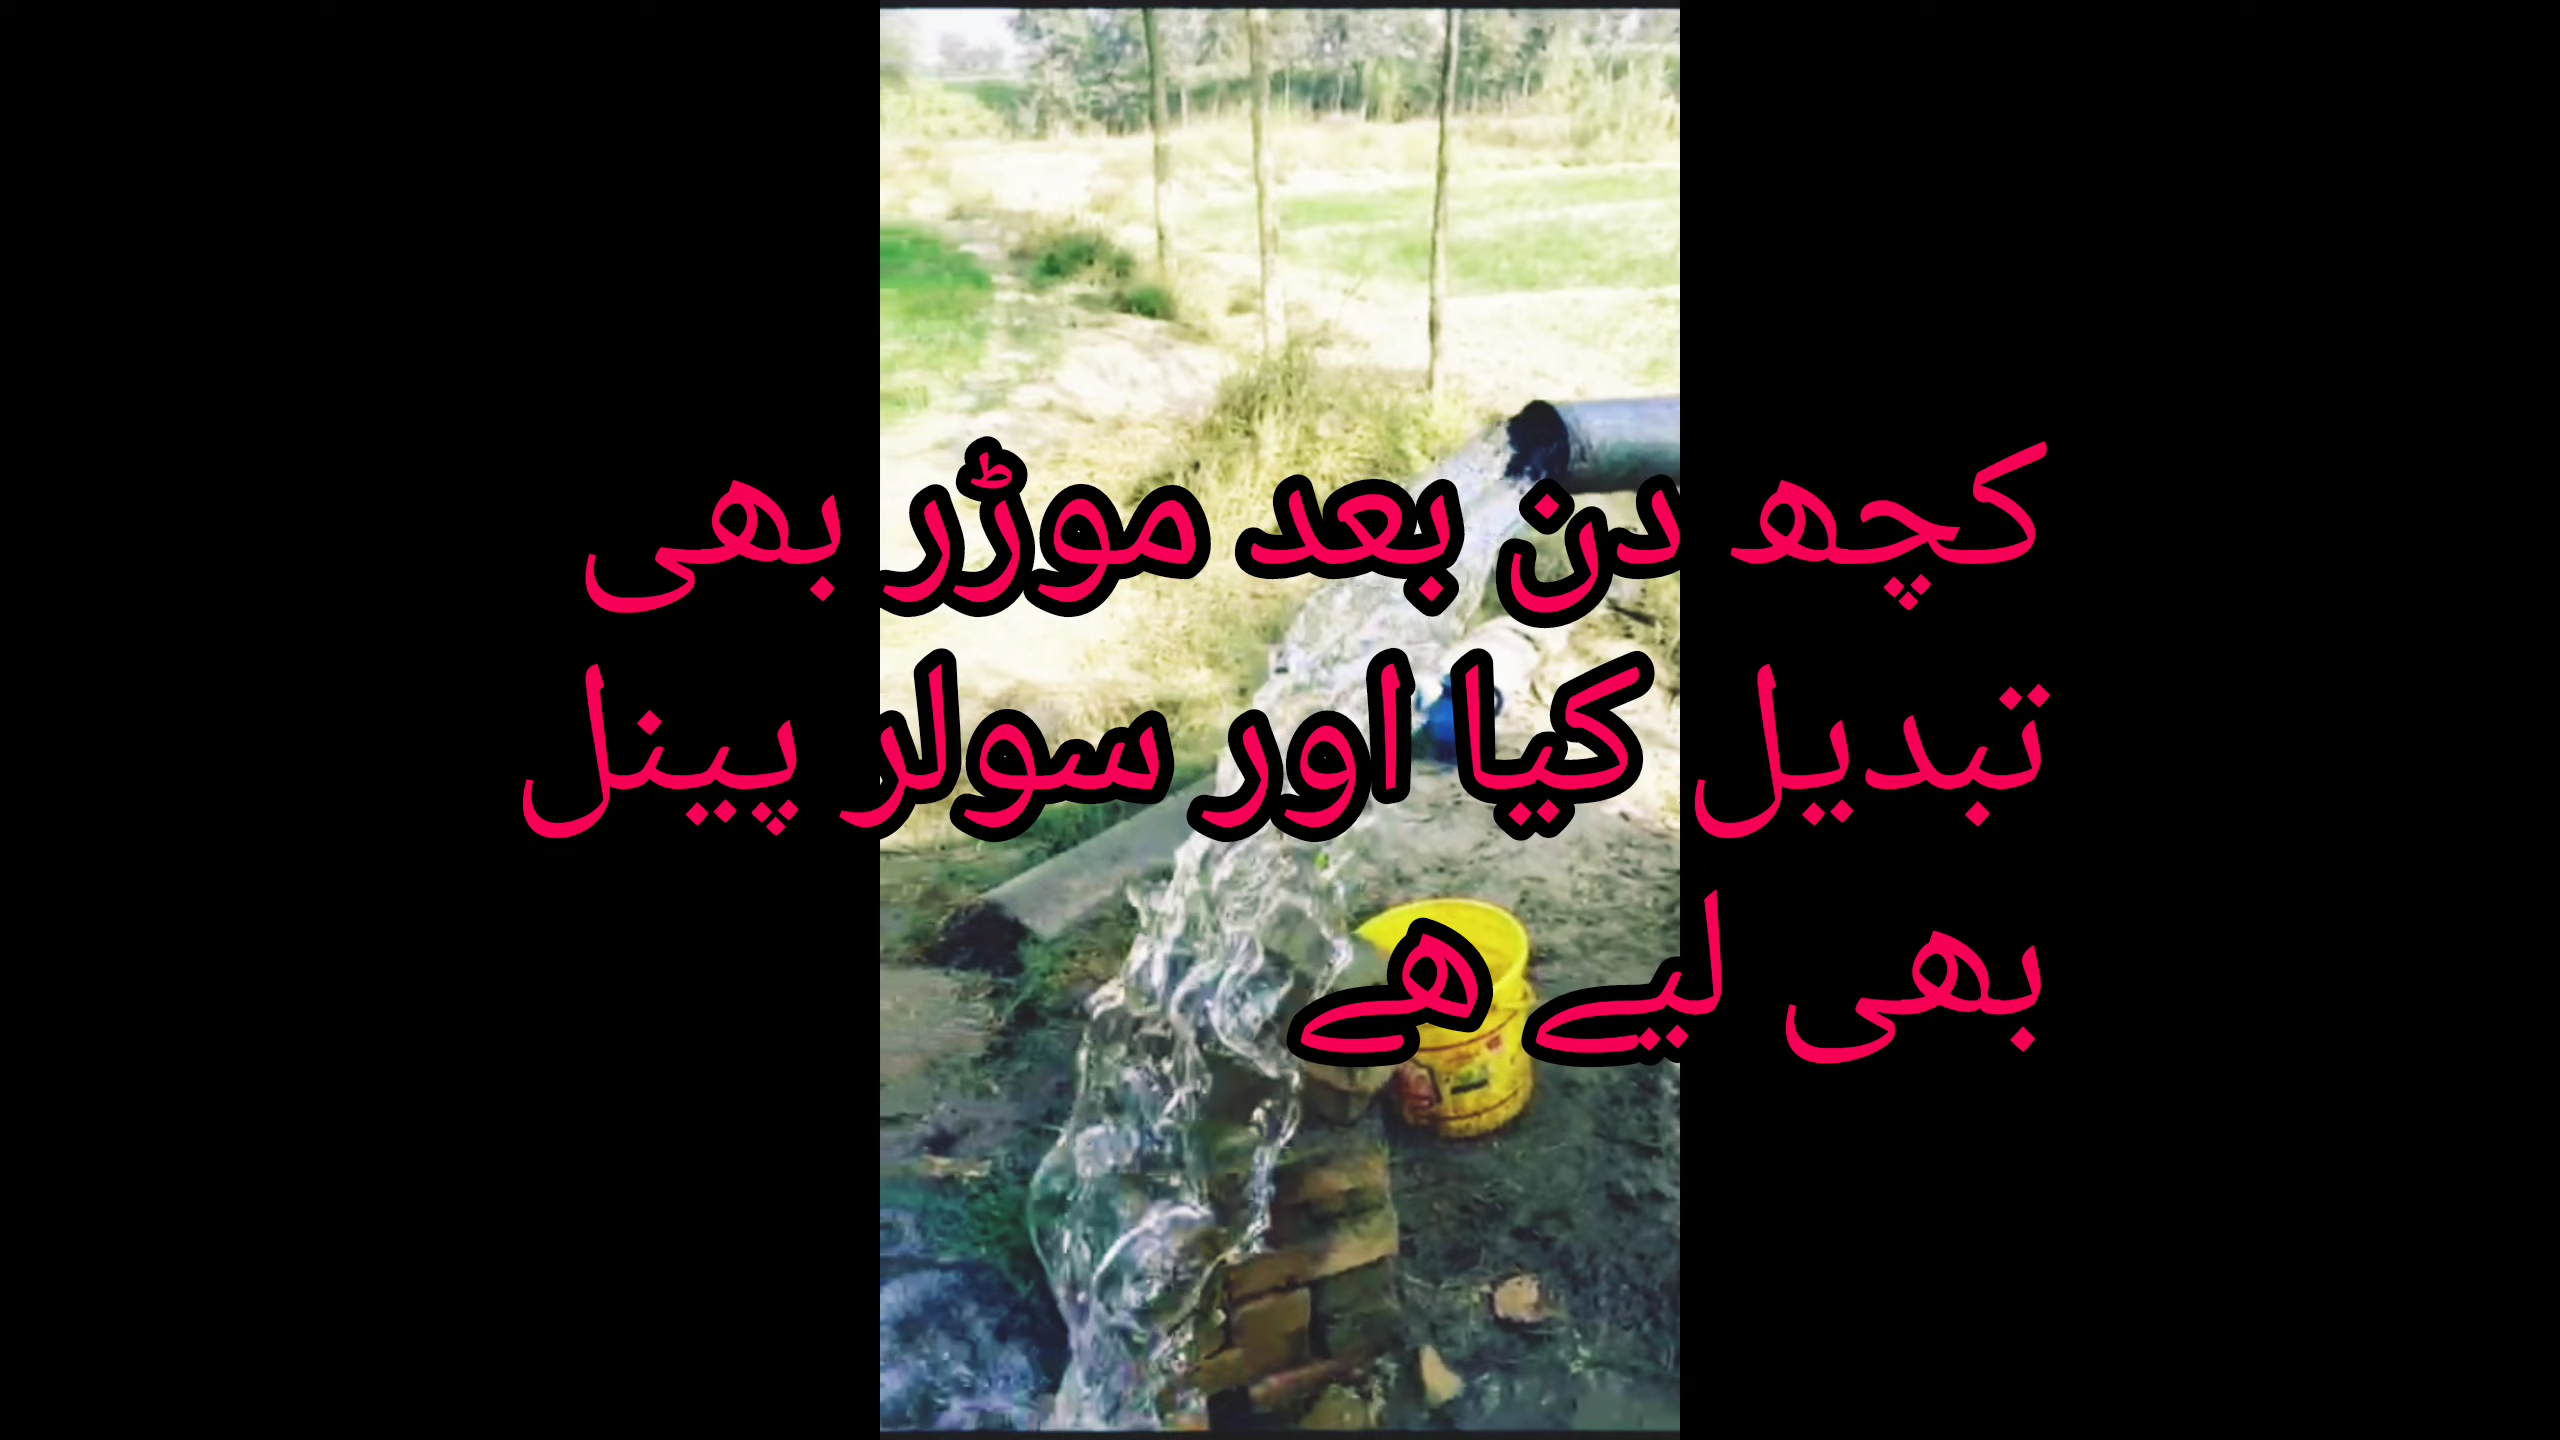 کچھ دن بعد موڑر بھی
تبدیل کیا اور سولر پینل
بھی لیے ھے